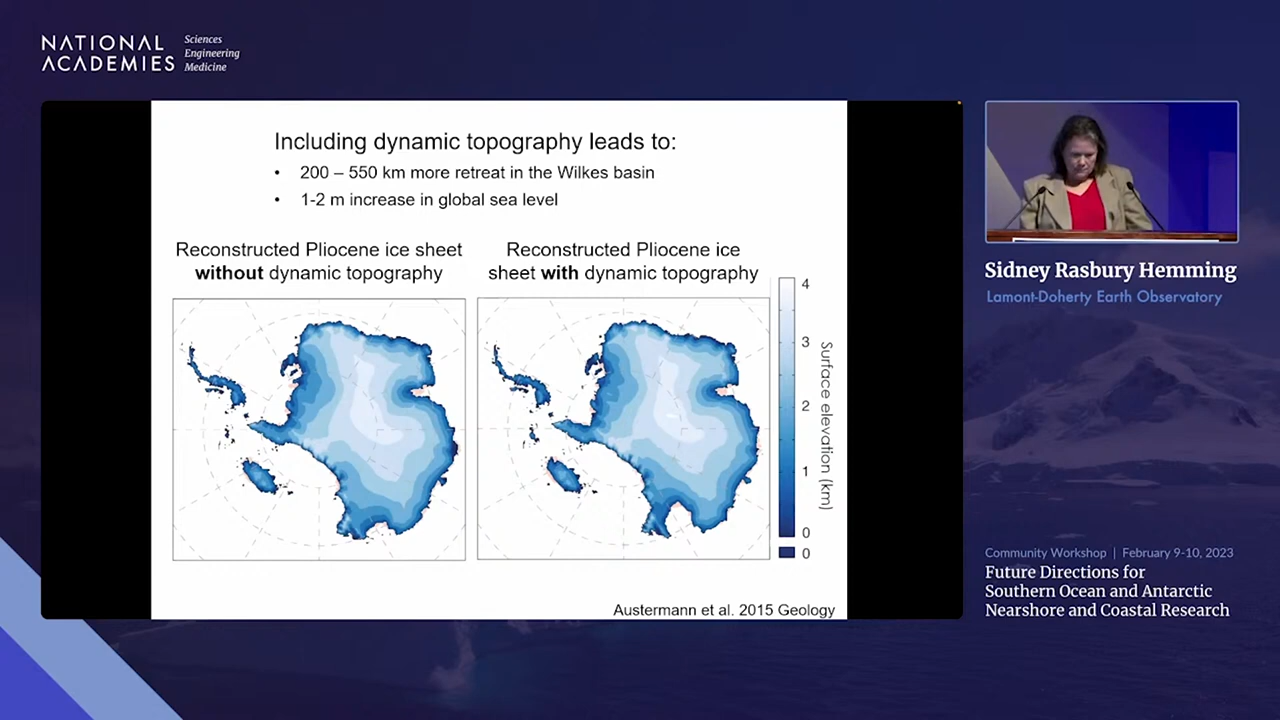 NATIONAL
ACADEMIES
Sciences
Engineering
Medicine
Including dynamic topography leads to:
• 200 – 550 km more retreat in the Wilkes basin
• 1-2 m increase in global sea level
Reconstructed Pliocene ice sheet
without dynamic topography
Reconstructed Pliocene ice
sheet with dynamic topography
4
3
2
1
0
0
Surface elevation (km)
Austermann et al. 2015 Geology
Sidney Rasbury Hemming
Lamont-Doherty Earth Observatory
Community Workshop | February 9-10, 2023
Future Directions for
Southern Ocean and Antarctic
Nearshore and Coastal Research